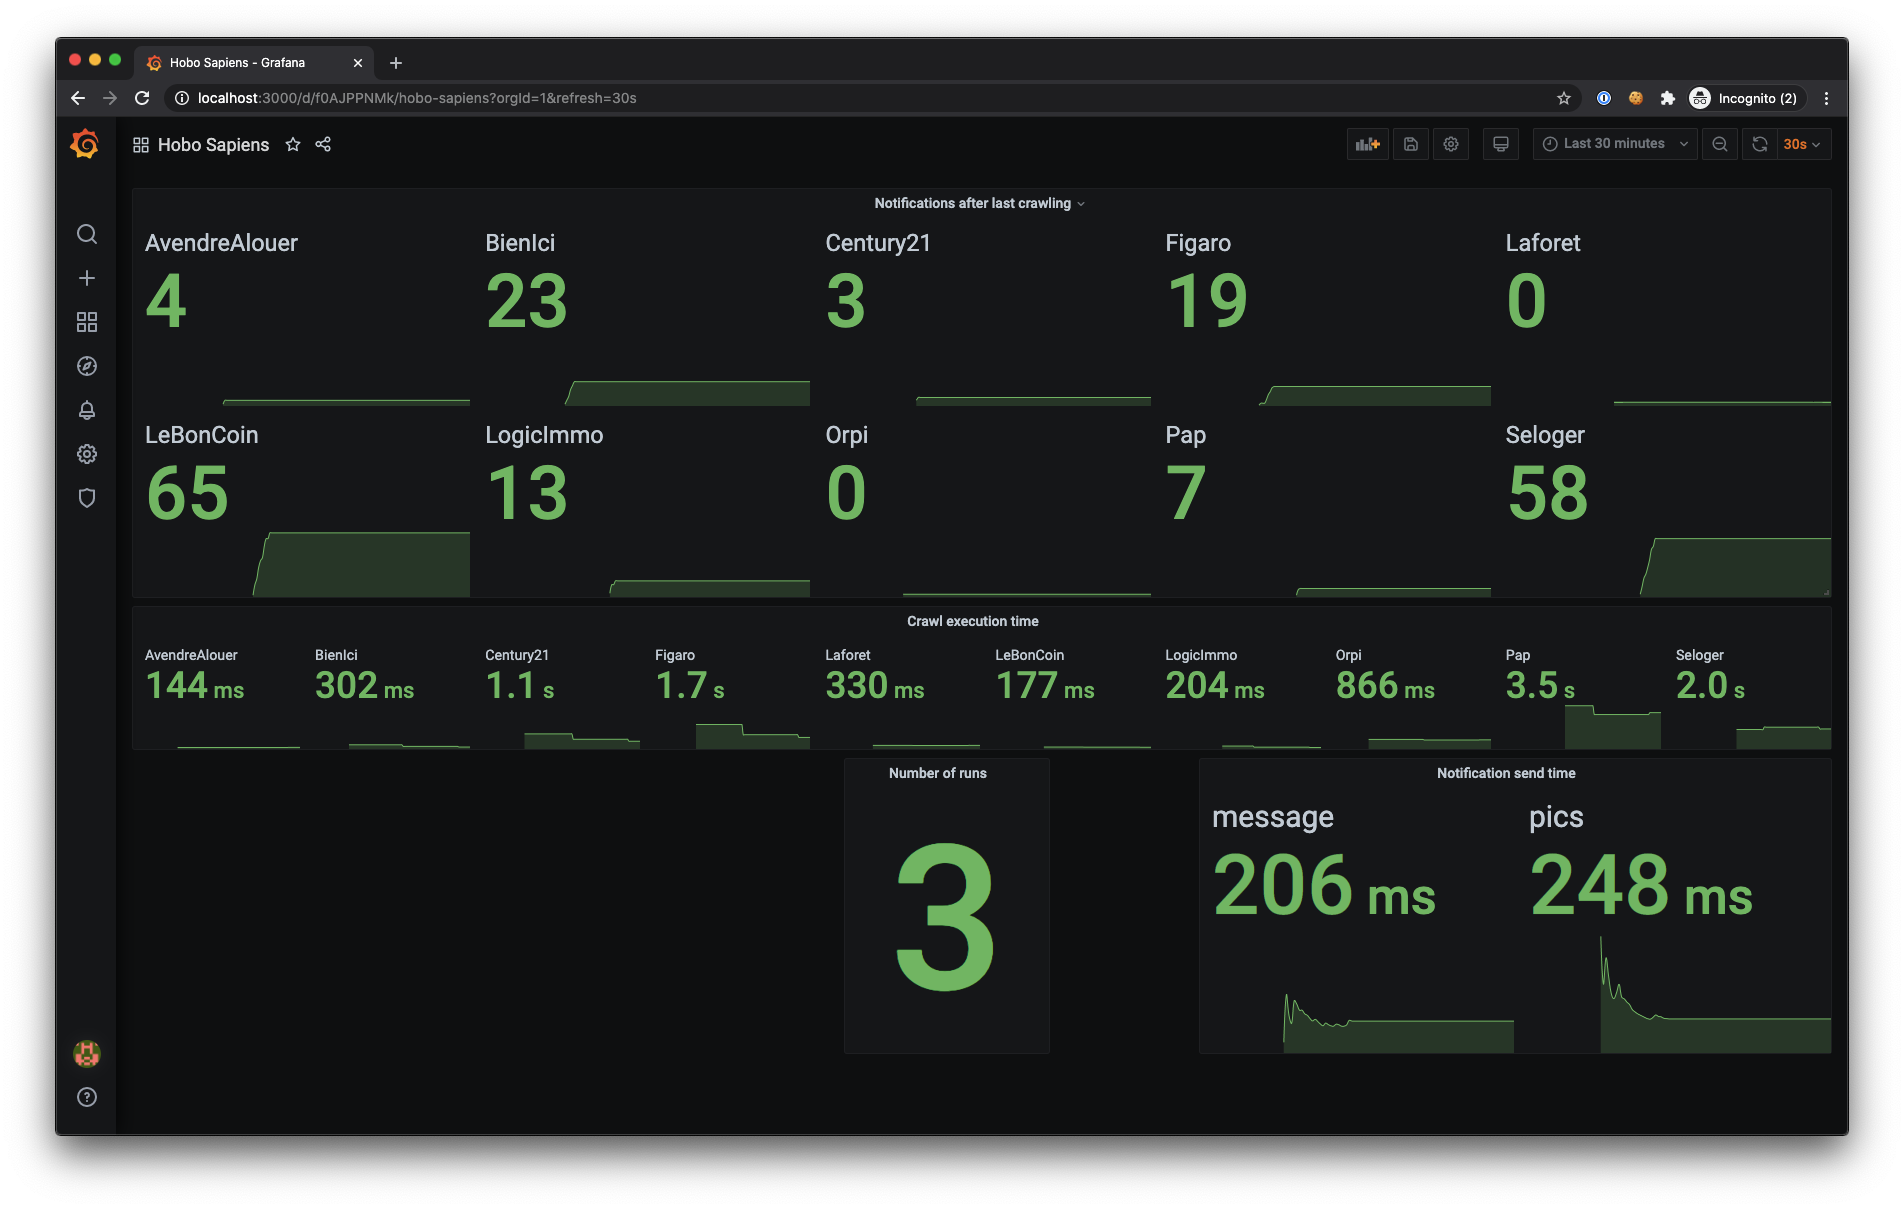 Hobo Sapiens - Grafana
localhost:3000/d/f0AJPPNMk/hobo-sapiens?orgId=1&refresh=30s
Incognito (2)
Hobo Sapiens
Last 30 minutes
30s
Notifications after last crawling
AvendreAlouer BienIci Century21 Figaro Laforet
4 23 3 19 0
LeBonCoin LogicImmo Orpi Pap Seloger
65 13 0 7 58
Crawl execution time
AvendreAlouer BienIci Century21 Figaro Laforet LeBonCoin LogicImmo Orpi Pap Seloger
144 ms 302 ms 1.1 s 1.7 s 330 ms 177 ms 204 ms 866 ms 3.5 s 2.0 s
Number of runs
3
Notification send time
message pics
206 ms 248 ms